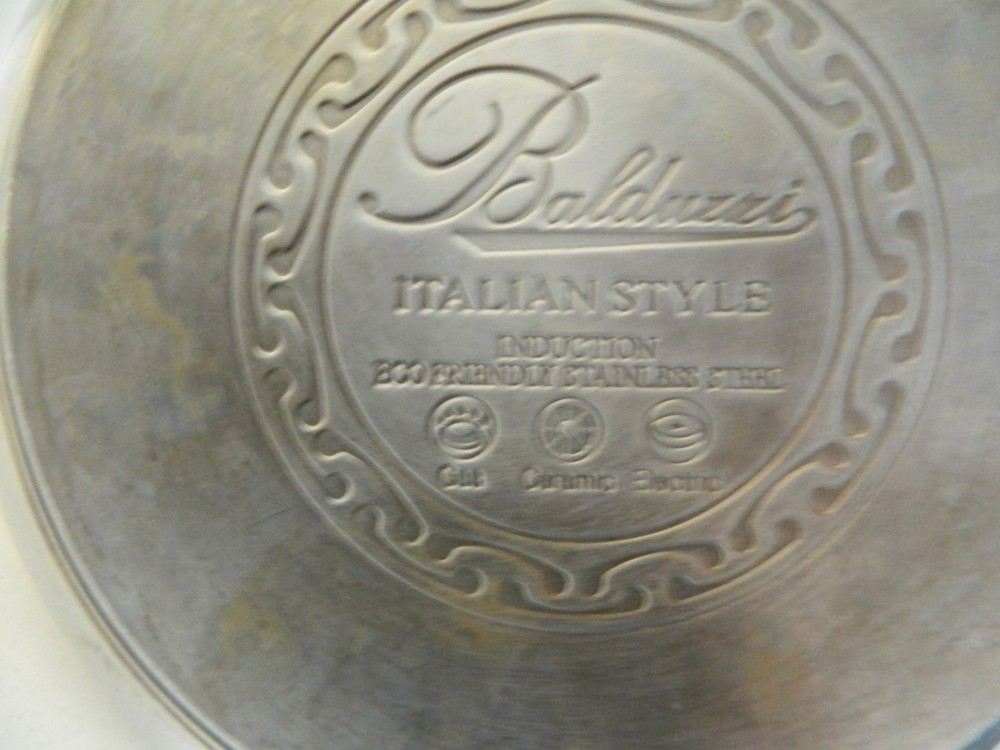 Balduzzi
ITALIAN STYLE
INDUCTION
ECO FRIENDLY STAINLESS STEEL
Gas Ceramic Electric